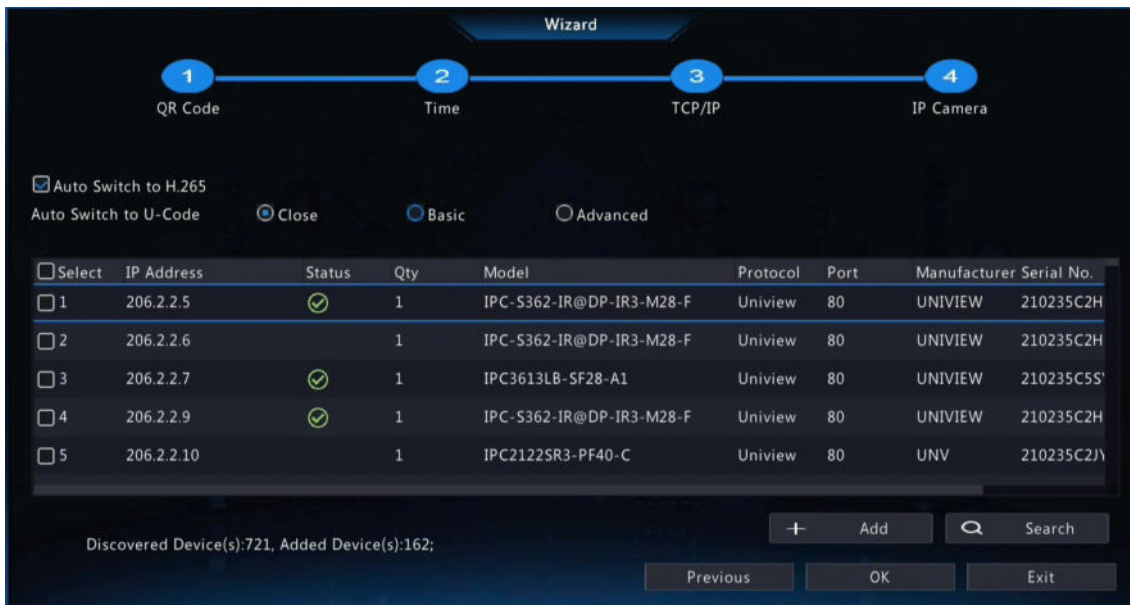 Wizard
1 2 3 4
QR Code Time TCP/IP IP Camera
Auto Switch to H.265
Auto Switch to U-Code Close Basic Advanced
Select IP Address Status Qty Model Protocol Port Manufacturer Serial No.
1 206.2.2.5 1 IPC-S362-IR@DP-IR3-M28-F Uniview 80 UNIVIEW 210235C2H
2 206.2.2.6 1 IPC-S362-IR@DP-IR3-M28-F Uniview 80 UNIVIEW 210235C2H
3 206.2.2.7 1 IPC3613LB-SF28-A1 Uniview 80 UNIVIEW 210235C5S
4 206.2.2.9 1 IPC-S362-IR@DP-IR3-M28-F Uniview 80 UNIVIEW 210235C2H
5 206.2.2.10 1 IPC2122SR3-PF40-C Uniview 80 UNV 210235C2J
Add Search
Discovered Device(s):721, Added Device(s):162;
Previous OK Exit